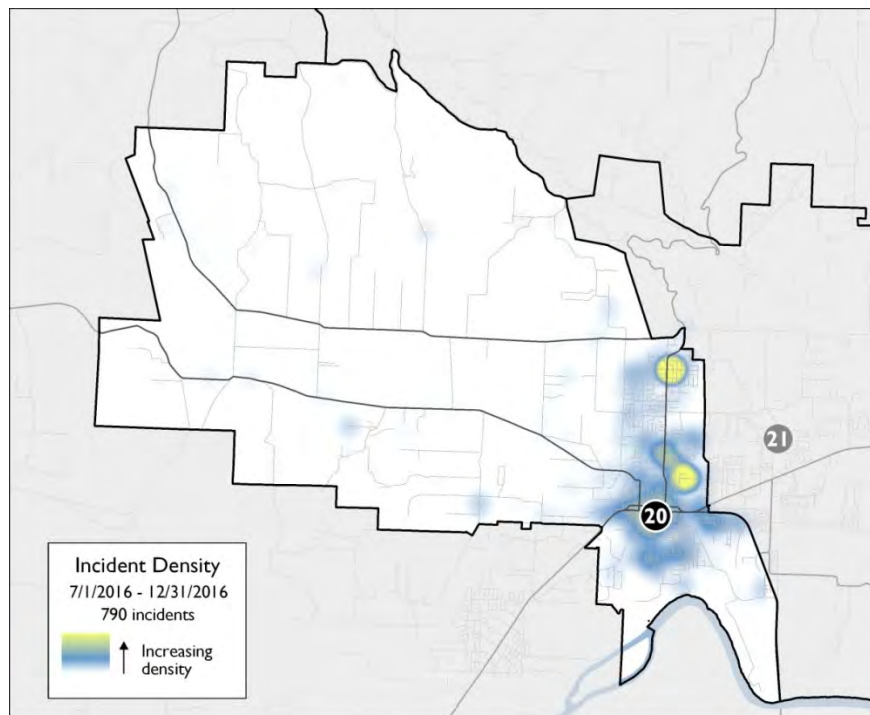 21
20
Incident Density
7/1/2016 - 12/31/2016
790 incidents
Increasing
density